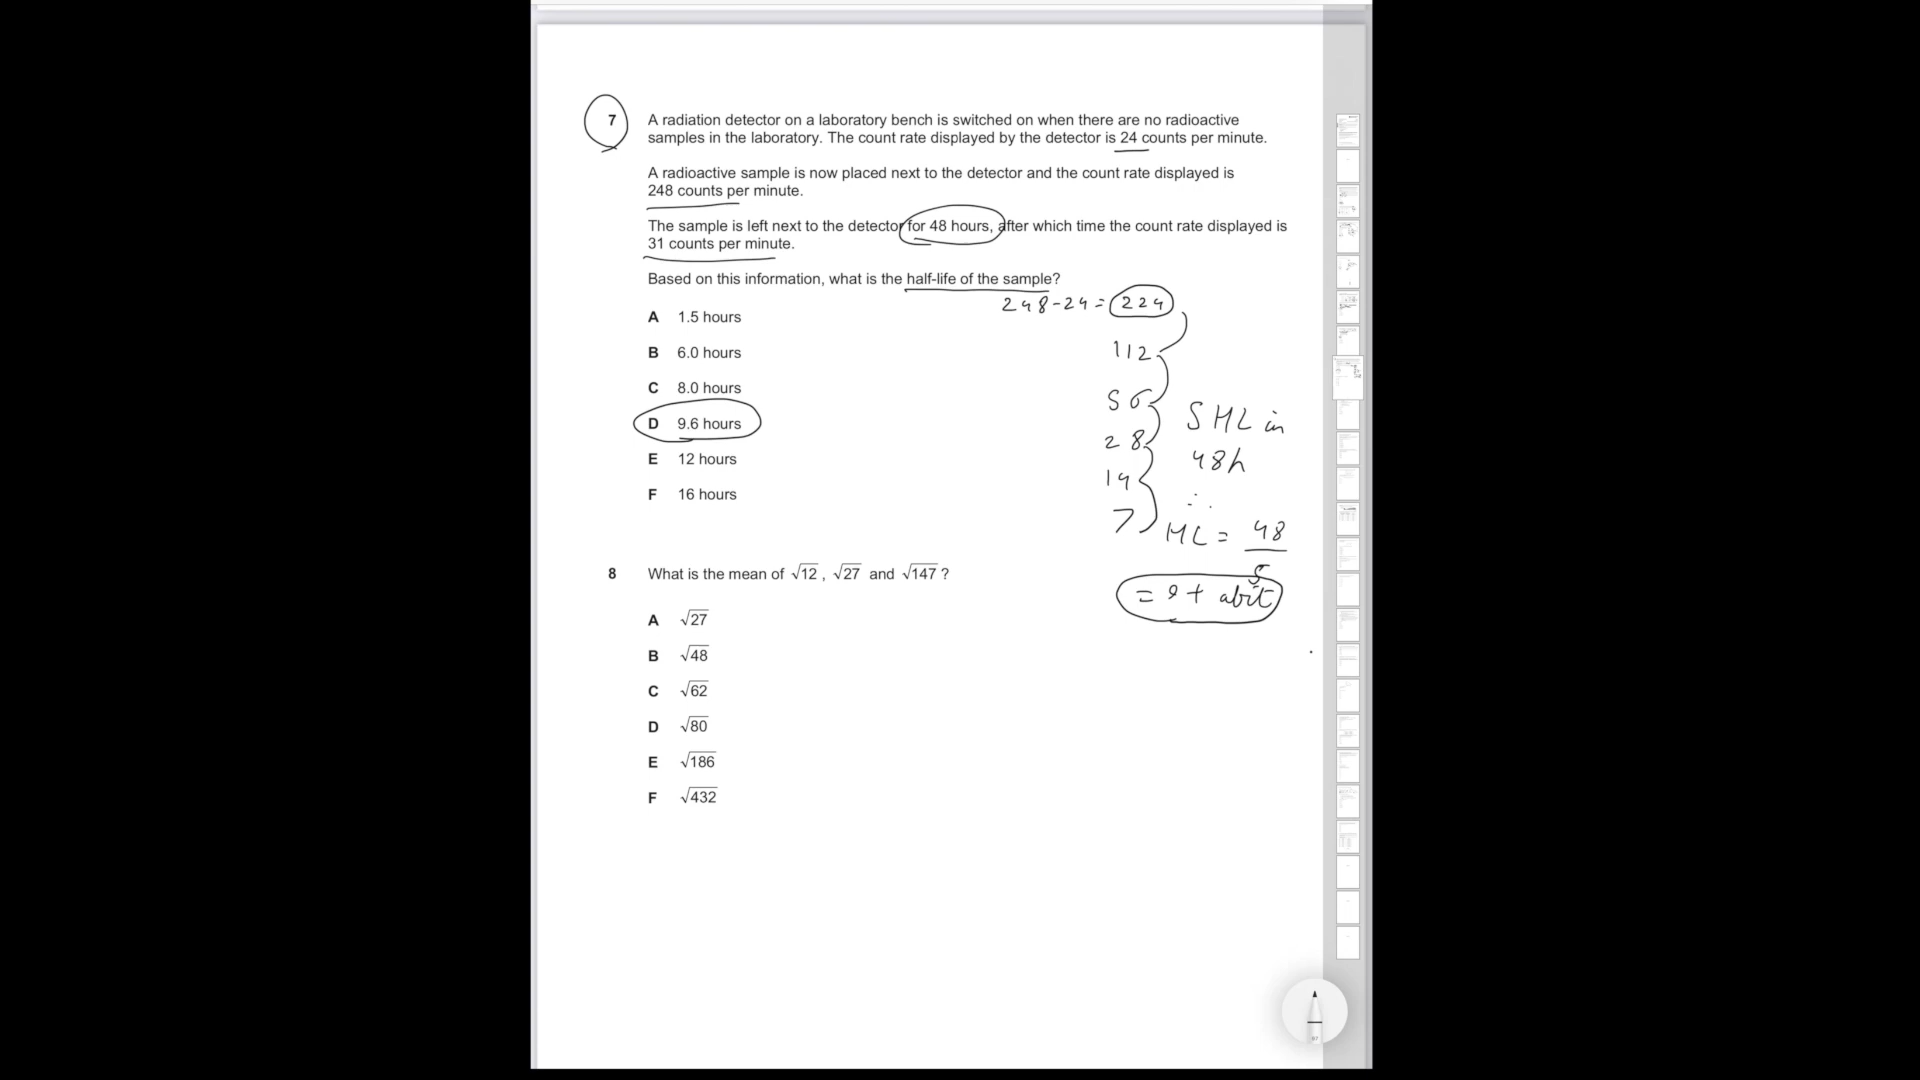 7 A radiation detector on a laboratory bench is switched on when there are no radioactive
samples in the laboratory. The count rate displayed by the detector is 24 counts per minute.
A radioactive sample is now placed next to the detector and the count rate displayed is
248 counts per minute.
The sample is left next to the detector for 48 hours, after which time the count rate displayed is
31 counts per minute.
Based on this information, what is the half-life of the sample?
248-24= 224
A 1.5 hours
B 6.0 hours
C 8.0 hours
D 9.6 hours
E 12 hours
F 16 hours
112
56
28
14
7
5 HL in
48h
∴
HL = 48
5
= 9 + a bit
8 What is the mean of √12, √27 and √147?
A √27
B √48
C √62
D √80
E √186
F √432